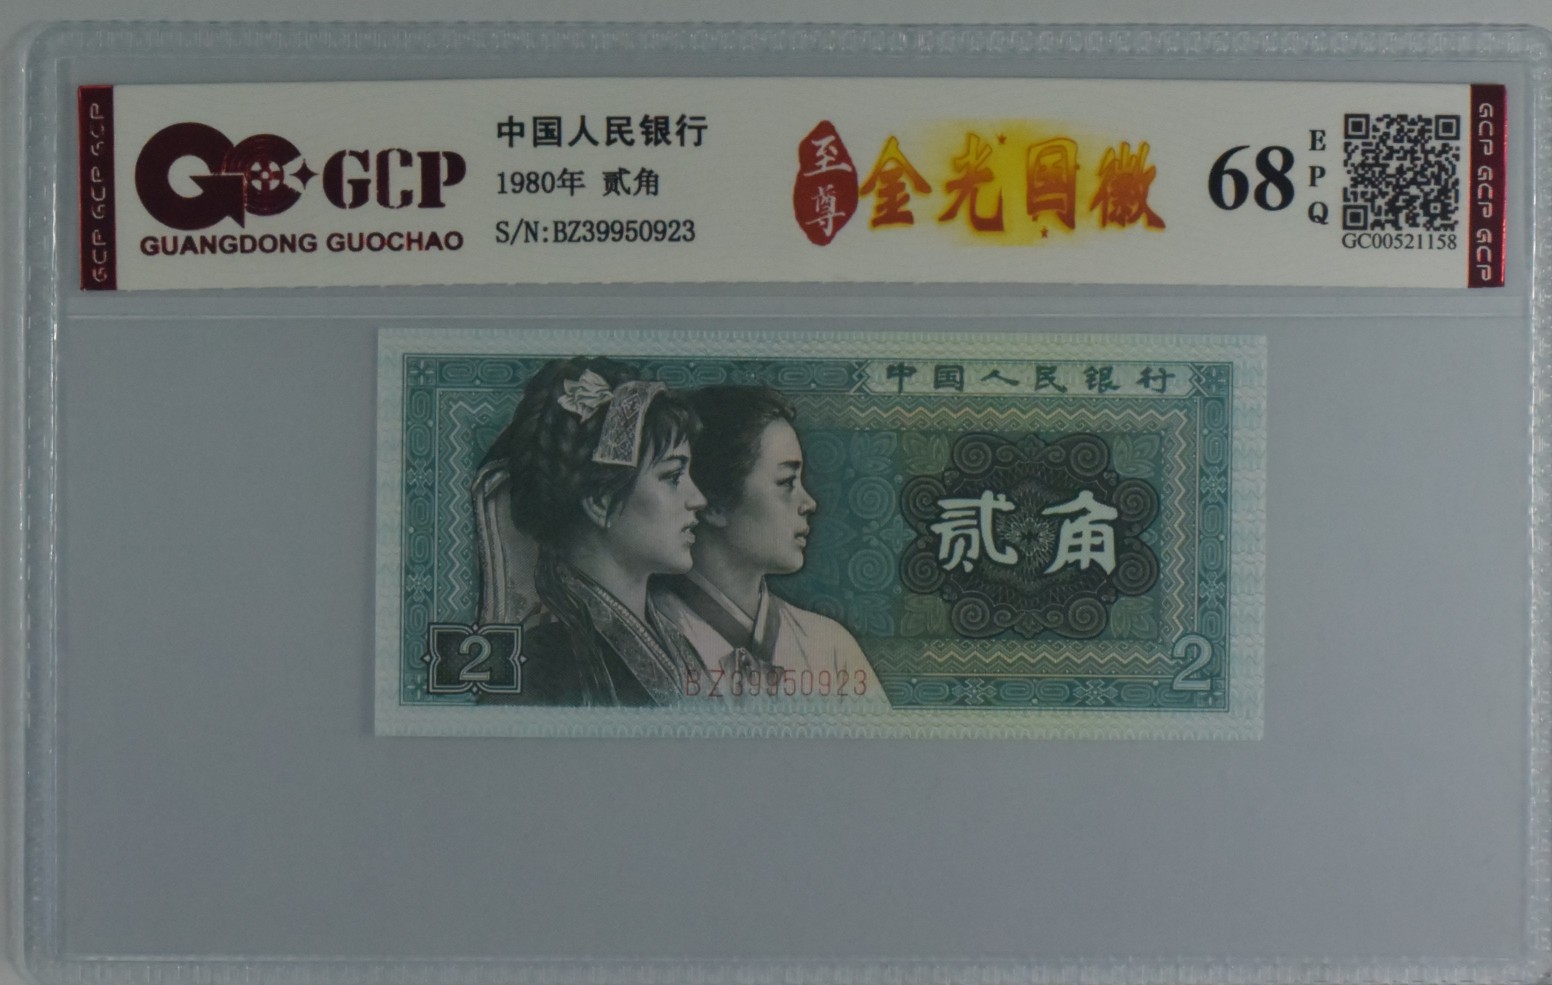 GCP GCP GCP
GC GCP
GUANGDONG GUOCHAO
中国人民银行
1980年 贰角
S/N:BZ39950923
至尊
金光国徽
68
EPQ
GC00521158
GCP GCP GCP
中国人民银行
贰角
2
2
BZ39950923